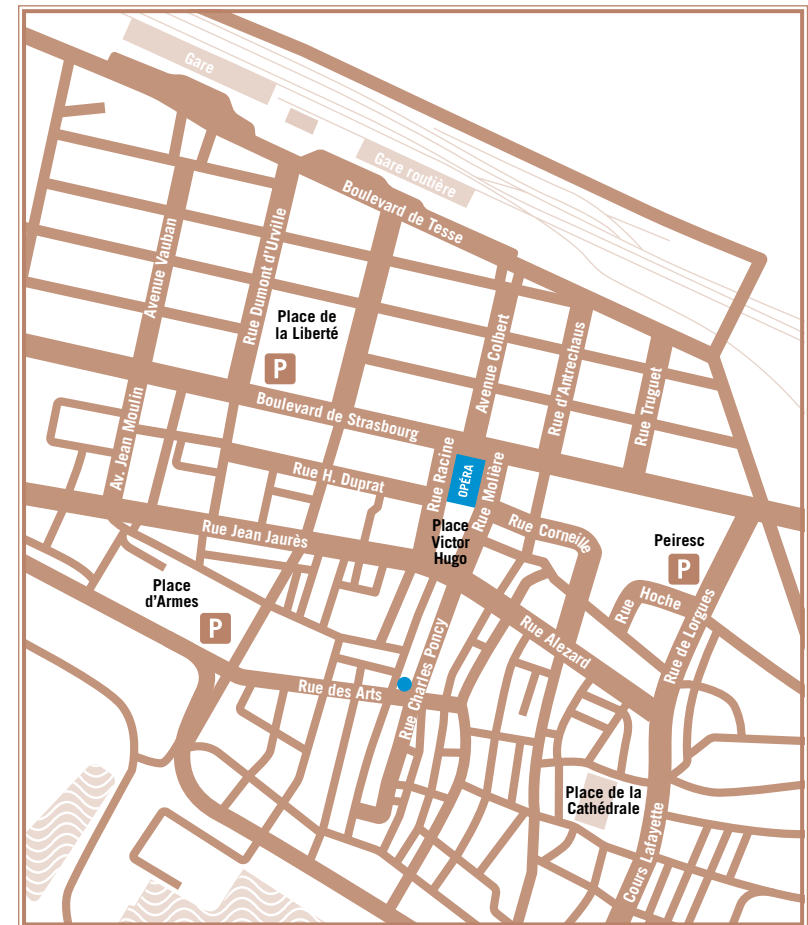 Gare
Gare routière
Boulevard de Tesse
Avenue Vauban
Rue Dumont d'Urville
Place de
la Liberté
P
Avenue Colbert
Rue d'Antrechaus
Rue Truguet
Boulevard de Strasbourg
Av. Jean Moulin
Rue H. Duprat
Rue Racine
OPÉRA
Rue Molière
Rue Jean Jaurès
Place
Victor
Hugo
Rue Corneille
Peiresc
P
Place
d'Armes
P
Rue Hoche
Rue de Lorgues
Rue Alezard
Rue Charles Poncy
Rue des Arts
Place de la
Cathédrale
Cours Lafayette